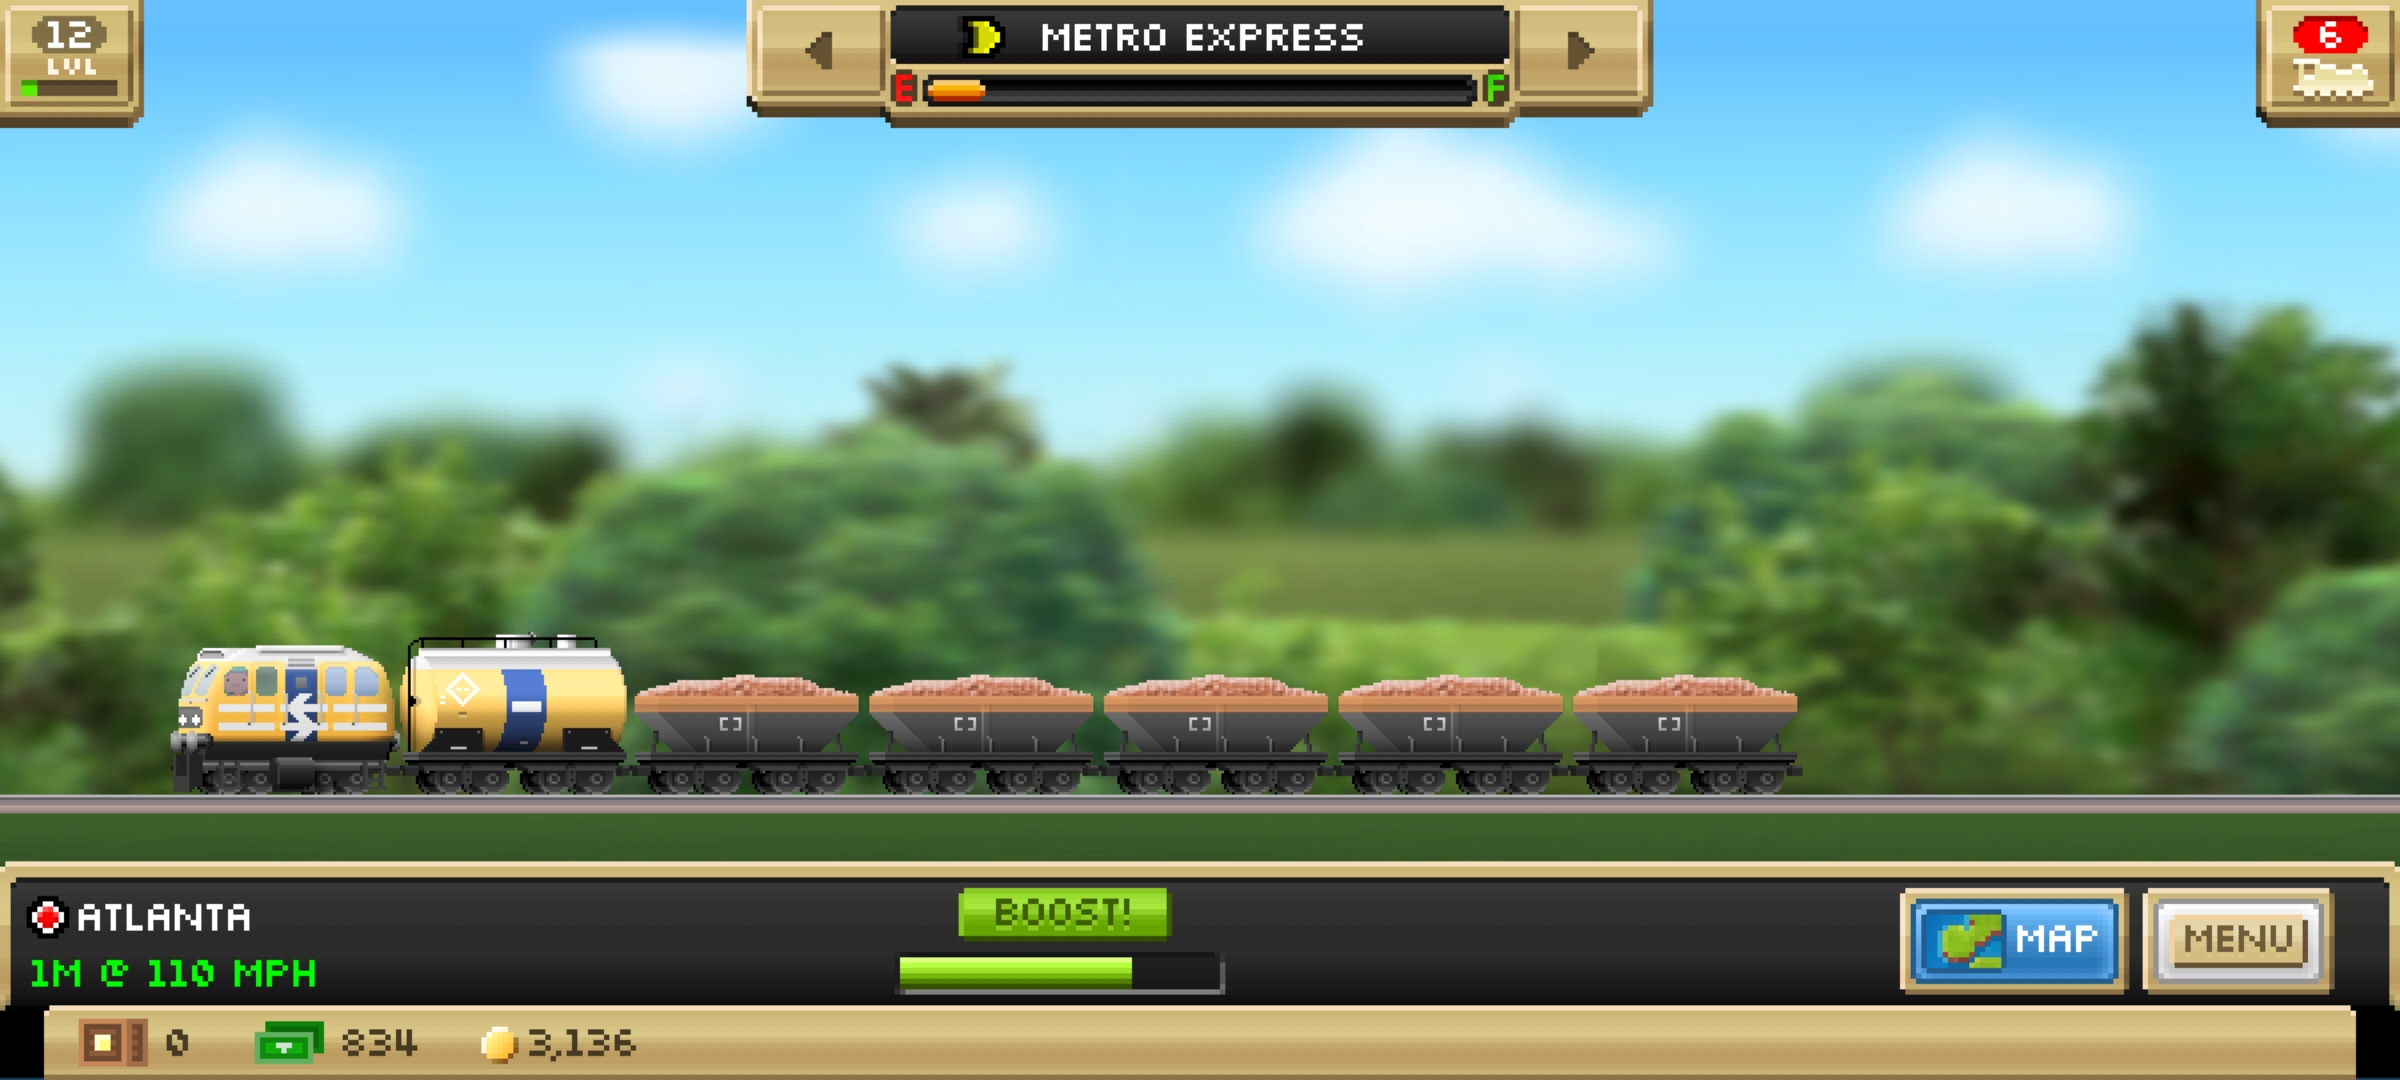 12
LVL
METRO EXPRESS
E F
6
ATLANTA
1M @ 110 MPH
BOOST!
MAP
MENU
0 834 3,136